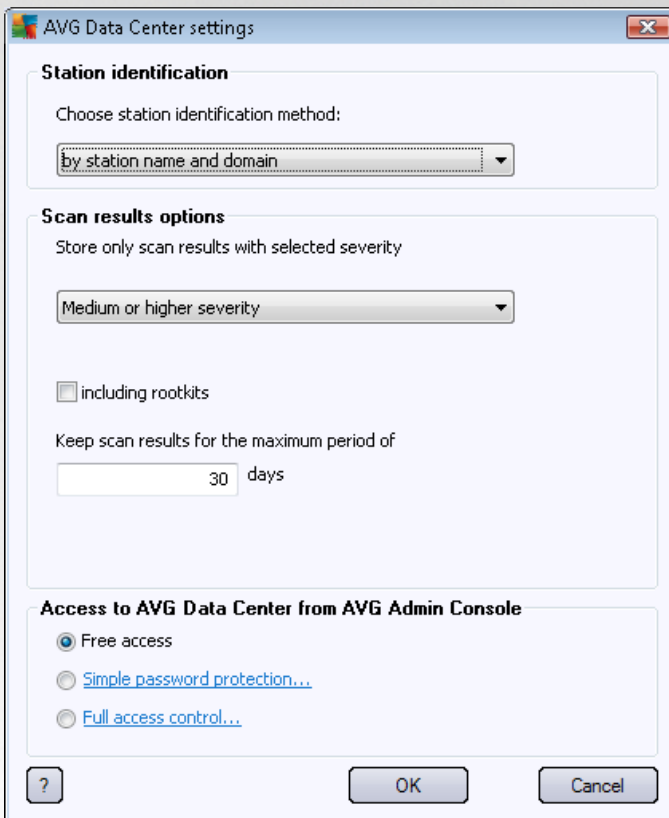 AVG Data Center settings
Station identification
Choose station identification method:
by station name and domain
Scan results options
Store only scan results with selected severity
Medium or higher severity
including rootkits
Keep scan results for the maximum period of
30 days
Access to AVG Data Center from AVG Admin Console
Free access
Simple password protection...
Full access control...
? OK Cancel